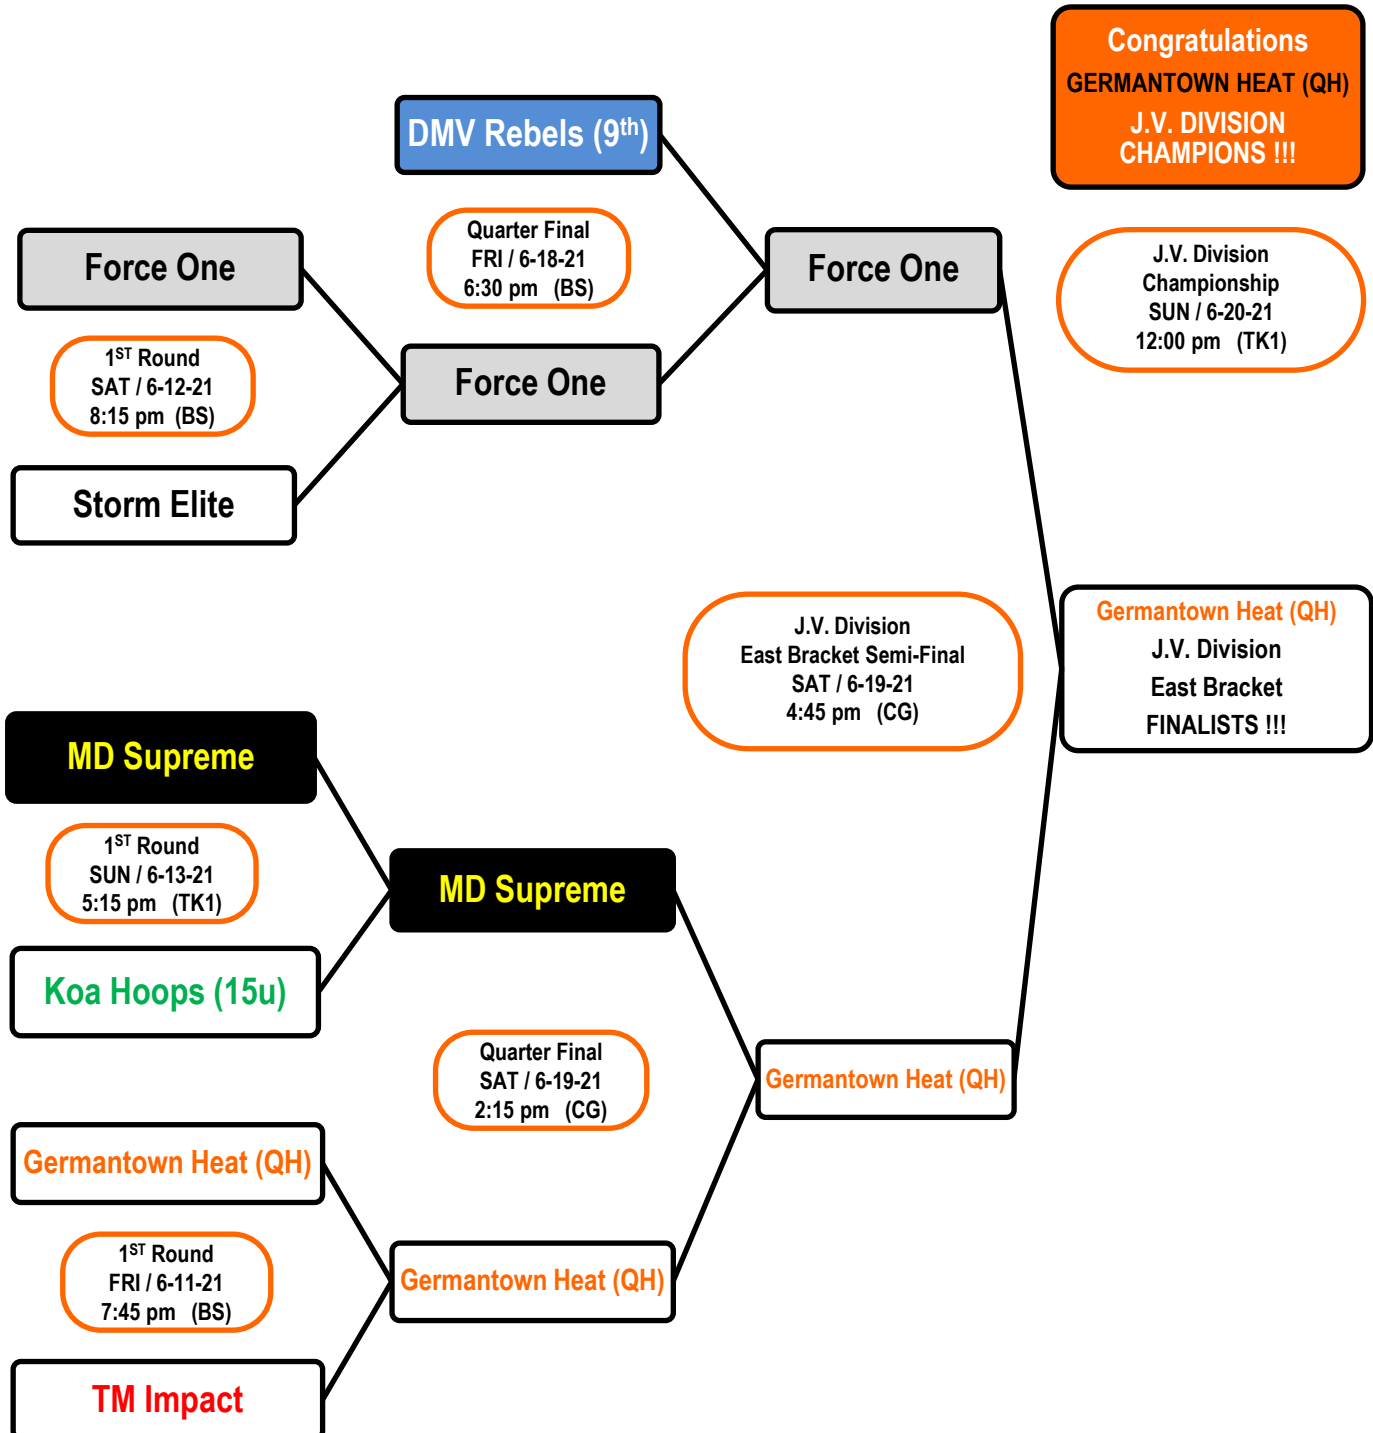 Congratulations
GERMANTOWN HEAT (QH)
J.V. DIVISION
CHAMPIONS !!!
DMV Rebels (9th)
Quarter Final
FRI / 6-18-21
6:30 pm (BS)
Force One
Force One
J.V. Division
Championship
SUN / 6-20-21
12:00 pm (TK1)
1ST Round
SAT / 6-12-21
8:15 pm (BS)
Force One
Storm Elite
J.V. Division
East Bracket Semi-Final
SAT / 6-19-21
4:45 pm (CG)
Germantown Heat (QH)
J.V. Division
East Bracket
FINALISTS !!!
MD Supreme
1ST Round
SUN / 6-13-21
5:15 pm (TK1)
MD Supreme
Koa Hoops (15u)
Quarter Final
SAT / 6-19-21
2:15 pm (CG)
Germantown Heat (QH)
Germantown Heat (QH)
1ST Round
FRI / 6-11-21
7:45 pm (BS)
Germantown Heat (QH)
TM Impact